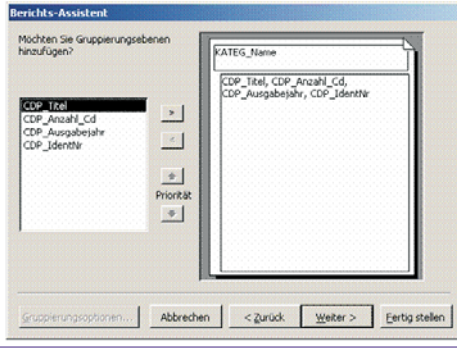 Berichts-Assistent
Möchten Sie Gruppierungsebenen
hinzufügen?
CDP_Titel
CDP_Anzahl_Cd
CDP_Ausgabejahr
CDP_IdentNr
>
<
Priorität
KATEG_Name
CDP_Titel, CDP_Anzahl_Cd,
CDP_Ausgabejahr, CDP_IdentNr
Gruppierungsoptionen...
Abbrechen
< Zurück
Weiter >
Fertig stellen